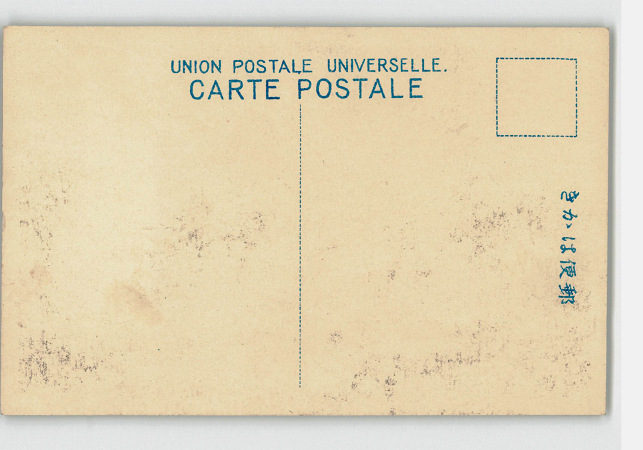 UNION POSTALE UNIVERSELLE.
CARTE POSTALE
きかは便郵